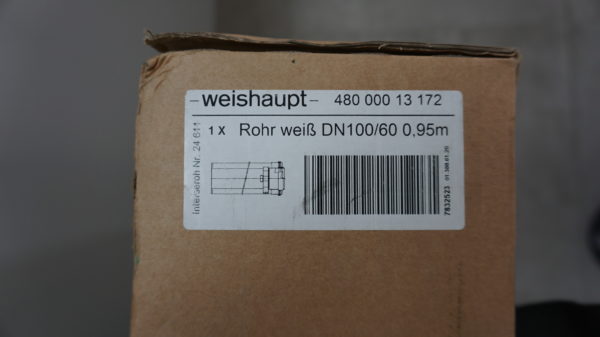 -weishaupt- 480 000 13 172
1 X Rohr weiß DN100/60 0,95m
Interseroh Nr. 24 611
7832523